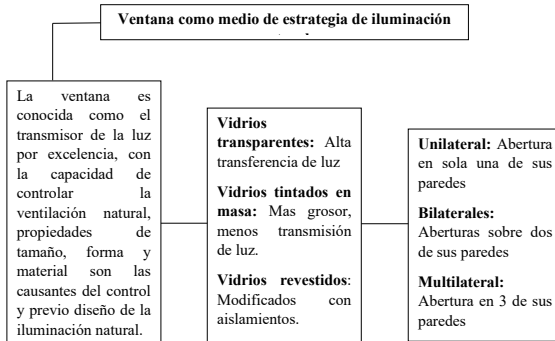 Ventana como medio de estrategia de iluminación
La ventana es
conocida como el
transmisor de la luz
por excelencia, con
la capacidad de
controlar la
ventilación natural,
propiedades de
tamaño, forma y
material son las
causantes del control
y previo diseño de la
iluminación natural.
Vidrios
transparentes: Alta
transferencia de luz
Vidrios tintados en
masa: Mas grosor,
menos transmisión
de luz.
Vidrios revestidos:
Modificados con
aislamientos.
Unilateral: Abertura
en sola una de sus
paredes
Bilaterales:
Aberturas sobre dos
de sus paredes
Multilateral:
Abertura en 3 de sus
paredes